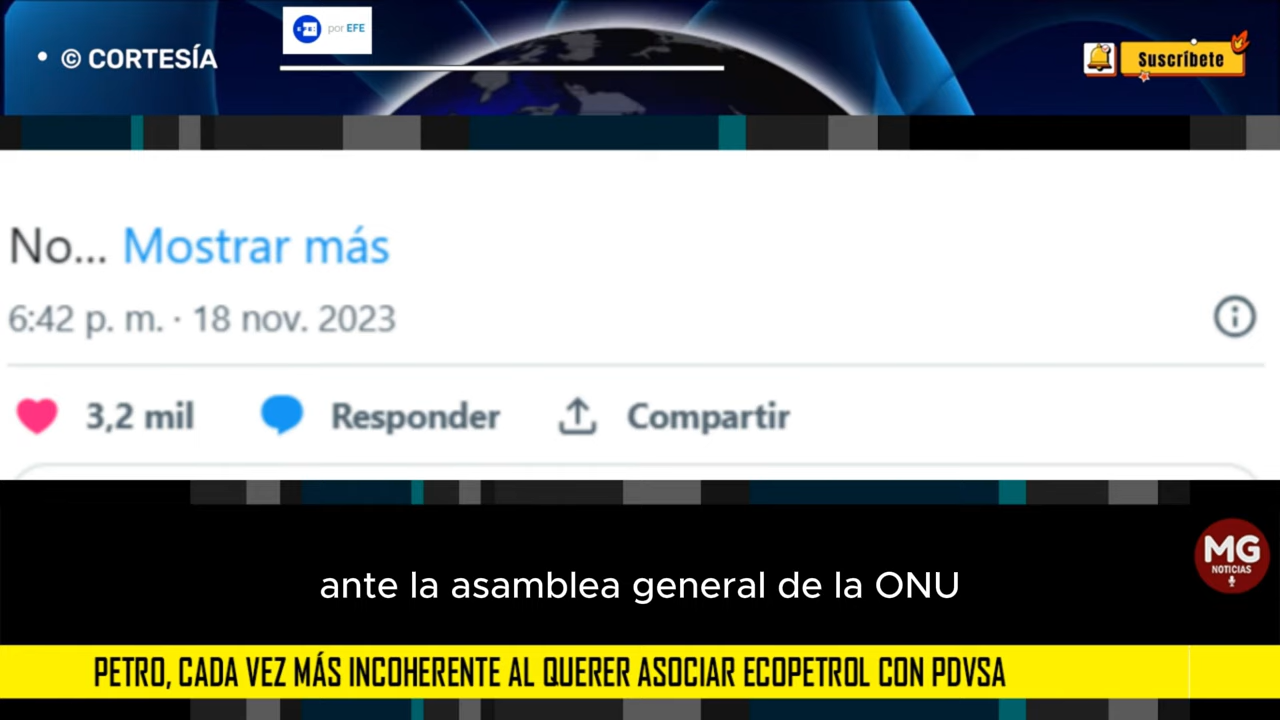 • © CORTESÍA
por EFE
Suscríbete
No... Mostrar más
6:42 p. m. · 18 nov. 2023
3,2 mil Responder Compartir
ante la asamblea general de la ONU
MG
NOTICIAS
PETRO, CADA VEZ MÁS INCOHERENTE AL QUERER ASOCIAR ECOPETROL CON PDVSA